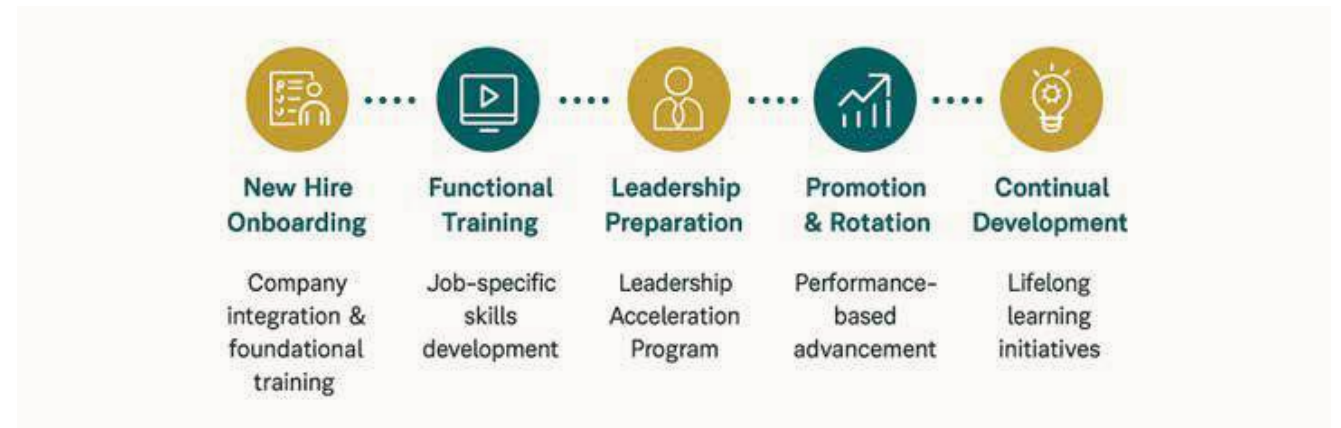 New Hire
Onboarding
Company
integration &
foundational
training
Functional
Training
Job-specific
skills
development
Leadership
Preparation
Leadership
Acceleration
Program
Promotion
& Rotation
Performance-
based
advancement
Continual
Development
Lifelong
learning
initiatives